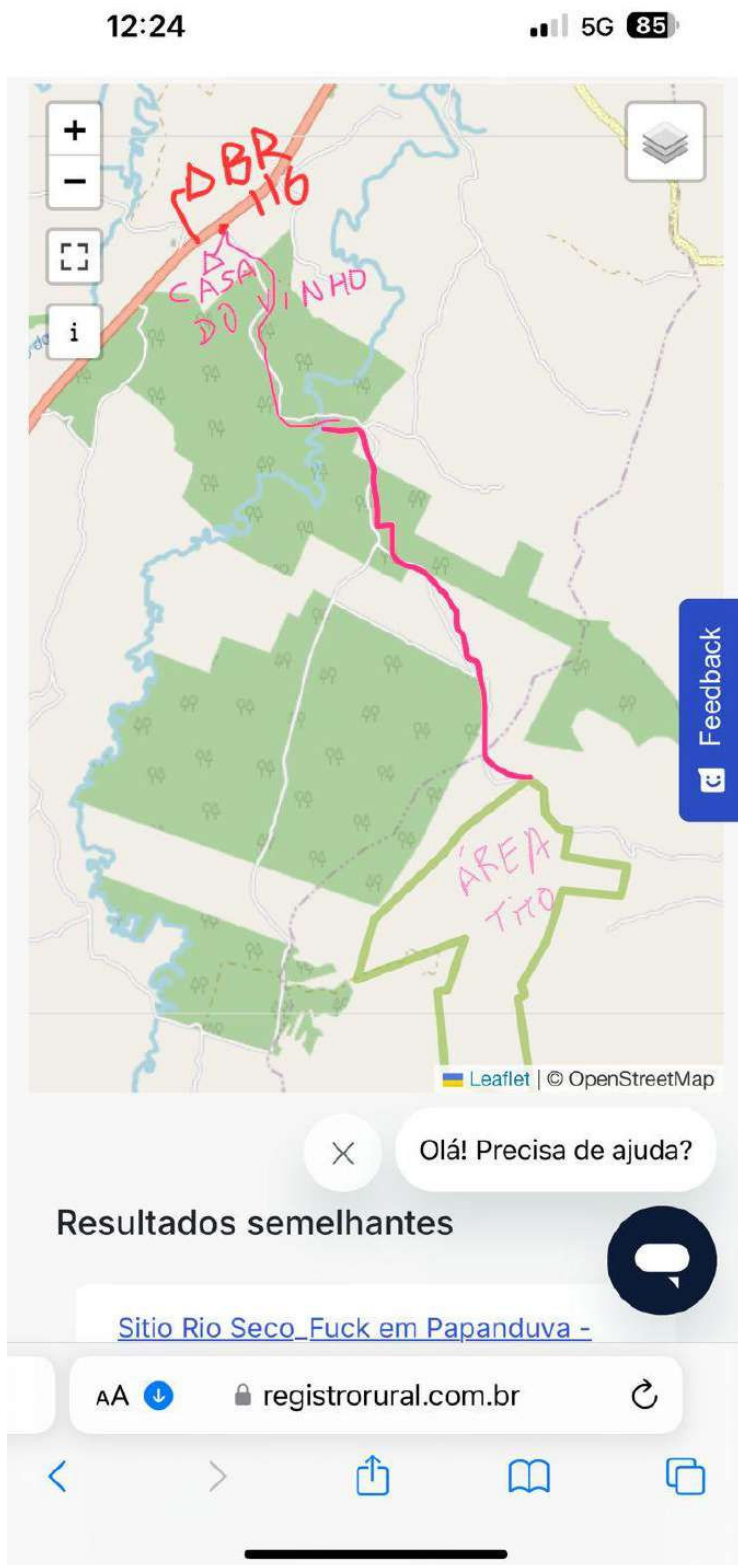 12:24
5G 85
+
−
i
BR
116
CASA
DO VINHO
ÁREA
TITO
Feedback
Leaflet | © OpenStreetMap
Olá! Precisa de ajuda?
Resultados semelhantes
Sitio Rio Seco_Fuck em Papanduva -
AA
registrorural.com.br